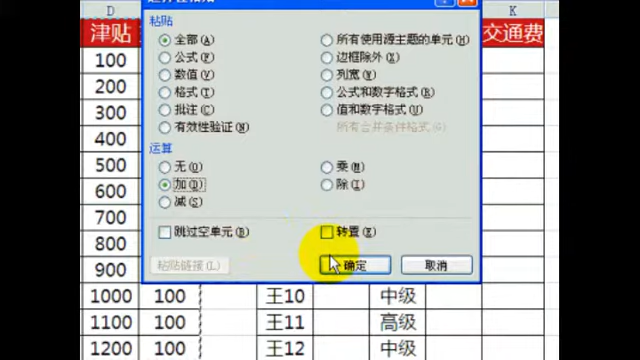 D K
津贴 交通费
粘贴
全部(A) 所有使用源主题的单元(H)
公式(F) 边框除外(X)
数值(V) 列宽(W)
格式(T) 公式和数字格式(R)
批注(C) 值和数字格式(U)
有效性验证(N) 所有合并条件格式(G)
运算
无(O) 乘(M)
加(D) 除(I)
减(S)
跳过空单元(B) 转置(E)
粘贴链接(L) 确定 取消
100
200
300
400
500
600
700
800
900
1000 100 王10 中级
1100 100 王11 高级
1200 100 王12 中级